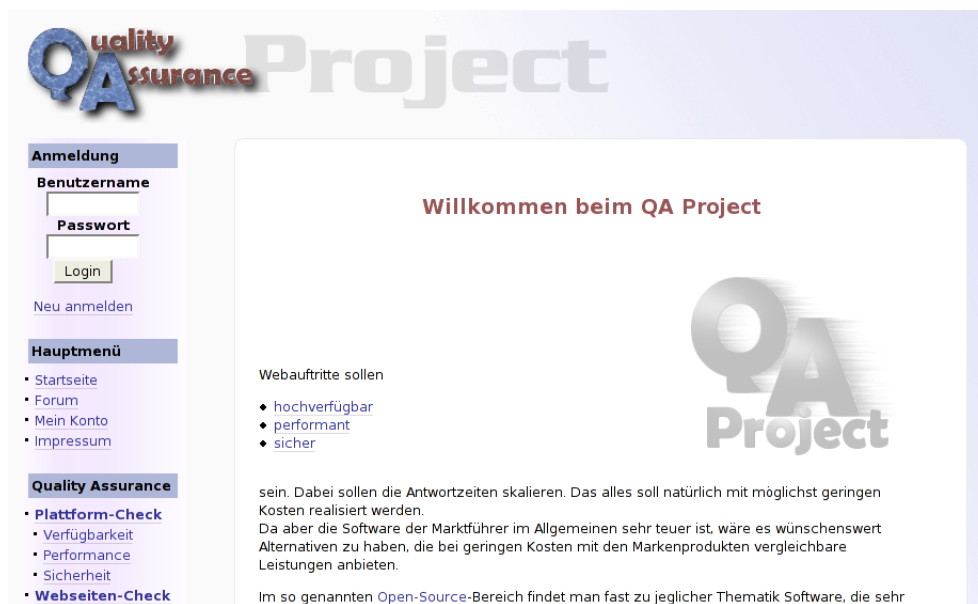 Quality
Assurance
Project
Anmeldung
Benutzername
Passwort
Login
Neu anmelden
Hauptmenü
Startseite
Forum
Mein Konto
Impressum
Quality Assurance
Plattform-Check
Verfügbarkeit
Performance
Sicherheit
Webseiten-Check
Willkommen beim QA Project
QA
Project
Webauftritte sollen
hochverfügbar
performant
sicher
sein. Dabei sollen die Antwortzeiten skalieren. Das alles soll natürlich mit möglichst geringen
Kosten realisiert werden.
Da aber die Software der Marktführer im Allgemeinen sehr teuer ist, wäre es wünschenswert
Alternativen zu haben, die bei geringen Kosten mit den Markenprodukten vergleichbare
Leistungen anbieten.
Im so genannten Open-Source-Bereich findet man fast zu jeglicher Thematik Software, die sehr